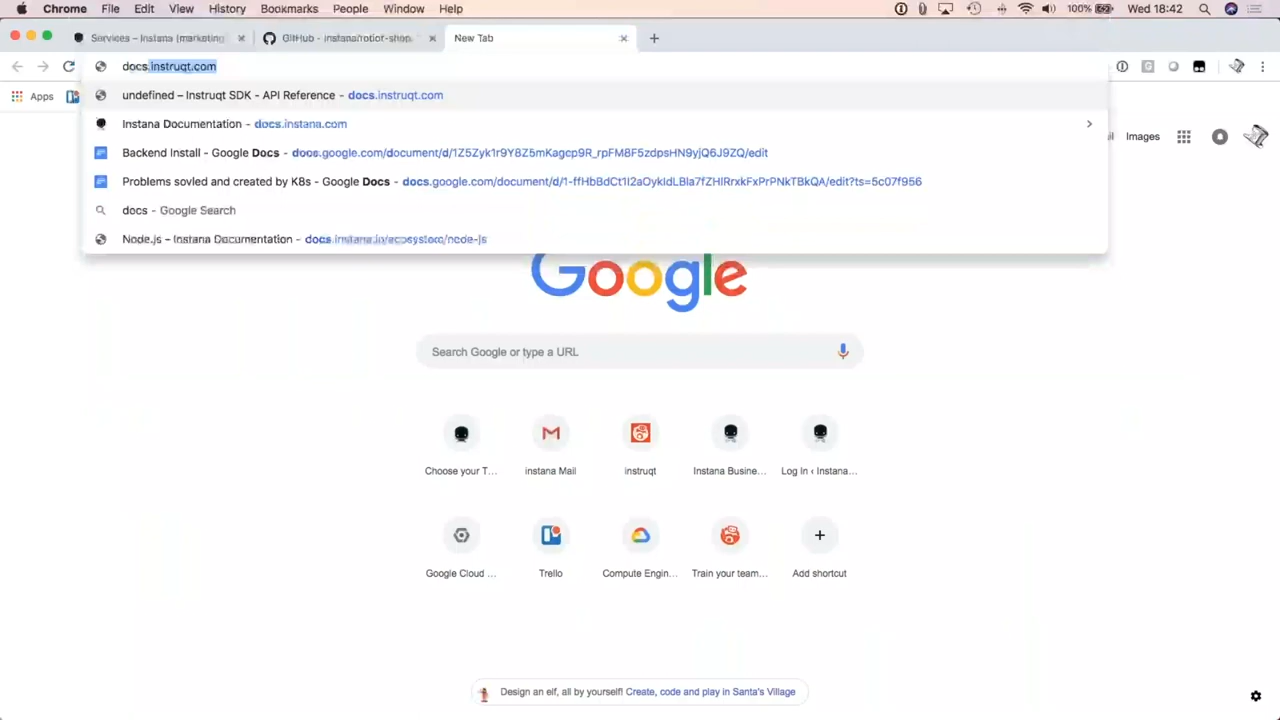 Chrome File Edit View History Bookmarks People Window Help 100% Wed 18:42
Services – Instana (marketing GitHub - instana/robot-shop New Tab
docs.instruqt.com
Apps
undefined – Instruqt SDK - API Reference - docs.instruqt.com
Instana Documentation - docs.instana.com
Images
Backend Install - Google Docs - docs.google.com/document/d/1Z5Zyk1r9Y8Z5mKagcp9R_rpFM8F5zdpsHN9yjQ6J9ZQ/edit
Problems sovled and created by K8s - Google Docs - docs.google.com/document/d/1-ffHbBdCt1I2aOykIdLBla7fZHlRrxkFxPrPNkTBkQA/edit?ts=5c07f956
docs - Google Search
Node.js – Instana Documentation - docs.instana.io/ecosystem/node-js
Google
Search Google or type a URL
Choose your T... instana Mail instruqt Instana Busine... Log In ‹ Instana...
Google Cloud ... Trello Compute Engin... Train your team... Add shortcut
Design an elf, all by yourself! Create, code and play in Santa's Village